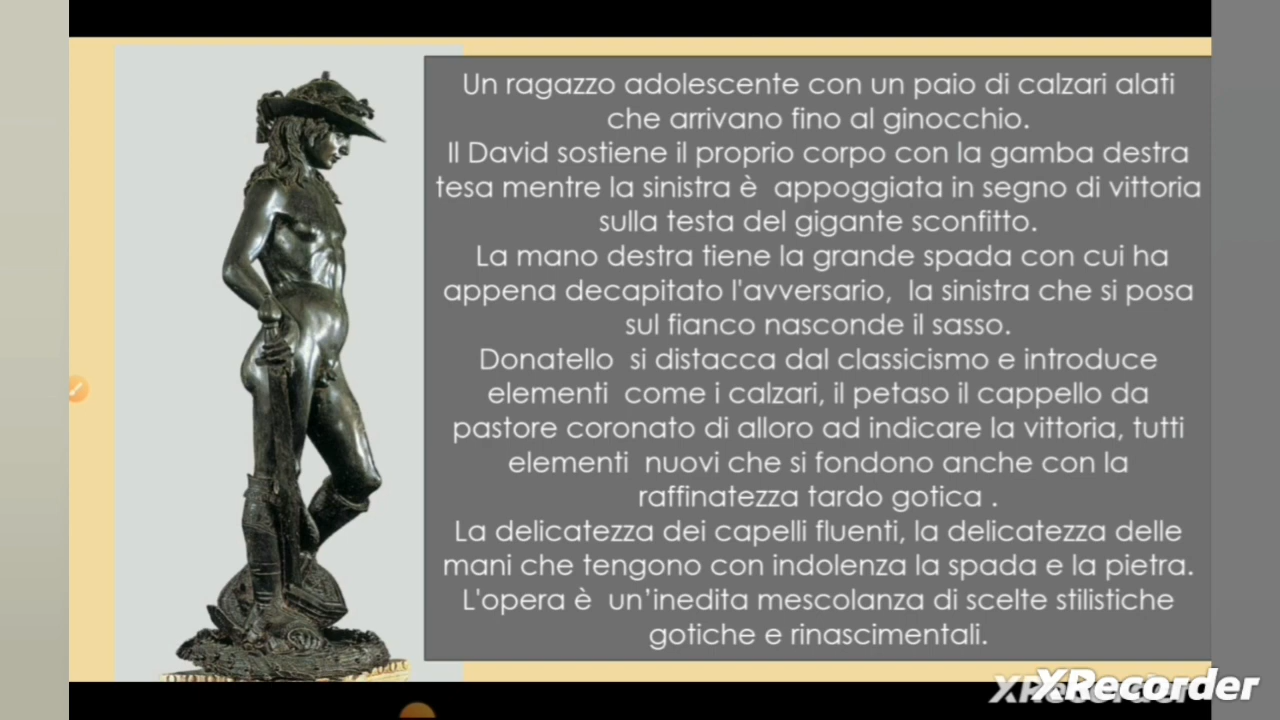 Un ragazzo adolescente con un paio di calzari alati
che arrivano fino al ginocchio.
Il David sostiene il proprio corpo con la gamba destra
tesa mentre la sinistra è appoggiata in segno di vittoria
sulla testa del gigante sconfitto.
La mano destra tiene la grande spada con cui ha
appena decapitato l'avversario, la sinistra che si posa
sul fianco nasconde il sasso.
Donatello si distacca dal classicismo e introduce
elementi come i calzari, il petaso il cappello da
pastore coronato di alloro ad indicare la vittoria, tutti
elementi nuovi che si fondono anche con la
raffinatezza tardo gotica .
La delicatezza dei capelli fluenti, la delicatezza delle
mani che tengono con indolenza la spada e la pietra.
L'opera è un’inedita mescolanza di scelte stilistiche
gotiche e rinascimentali.
XRecorder